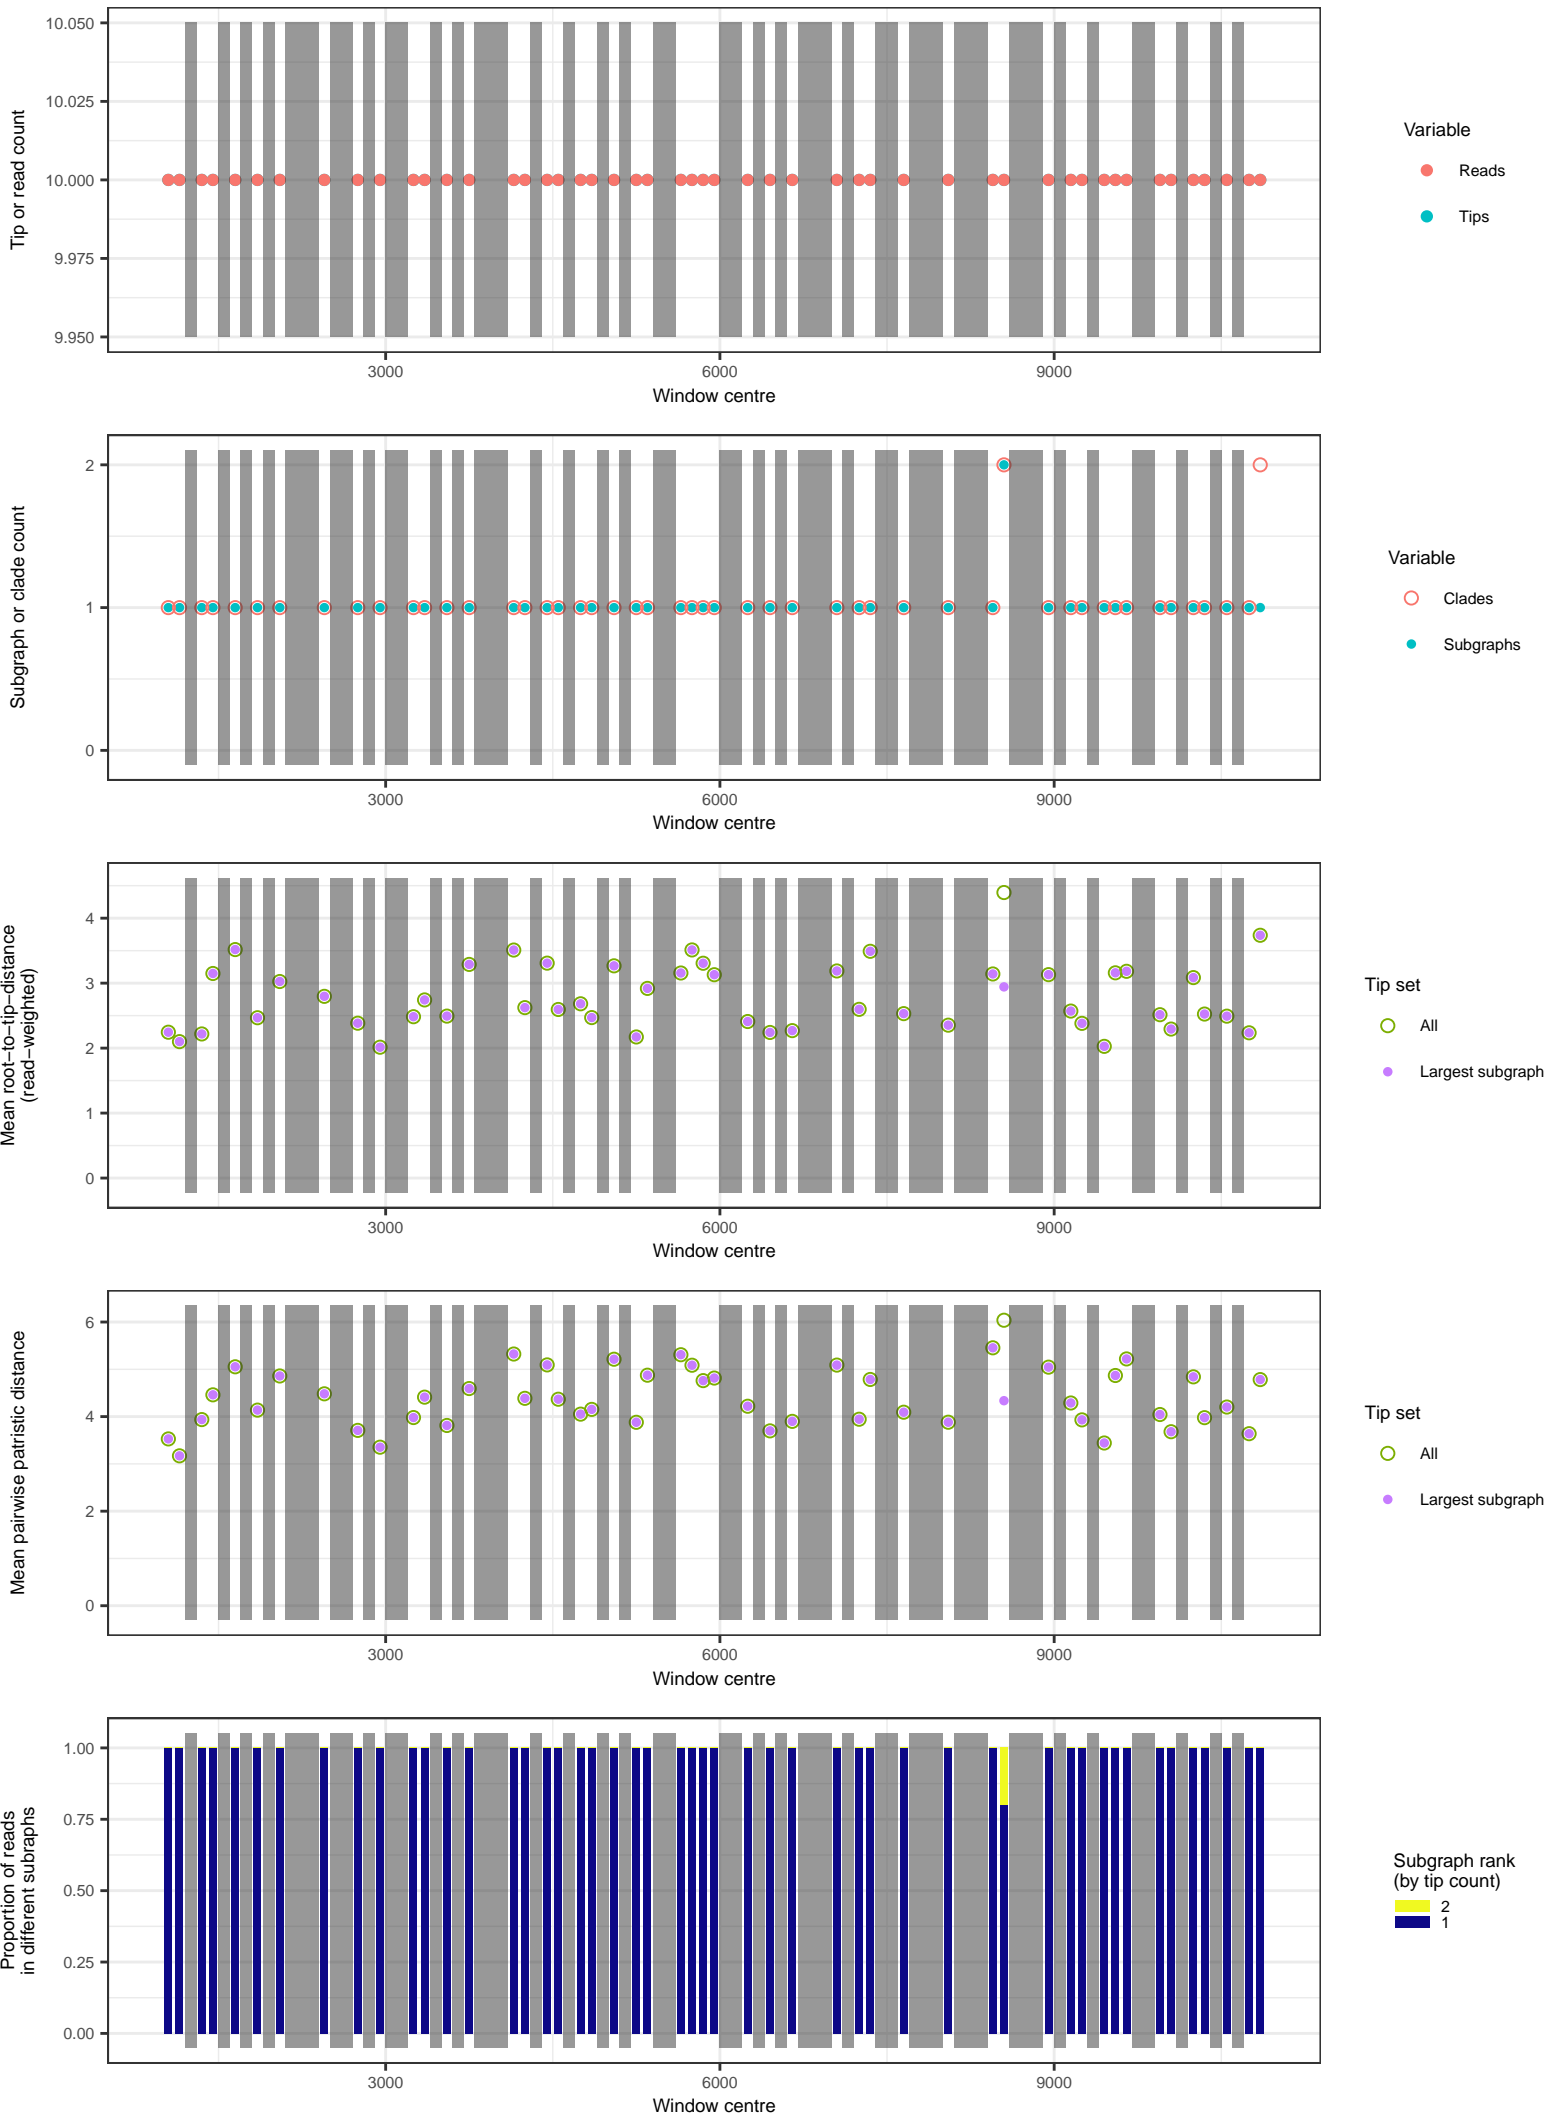 10.050
10.025
10.000
9.975
9.950
Tip or read count
3000
6000
9000
Window centre
Variable
Reads
Tips
2
1
0
Subgraph or clade count
3000
6000
9000
Window centre
Variable
Clades
Subgraphs
4
3
2
1
0
Mean root−to−tip−distance
(read−weighted)
3000
6000
9000
Window centre
Tip set
All
Largest subgraph
6
4
2
0
Mean pairwise patristic distance
3000
6000
9000
Window centre
Tip set
All
Largest subgraph
1.00
0.75
0.50
0.25
0.00
Proportion of reads
in different subraphs
3000
6000
9000
Window centre
Subgraph rank
(by tip count)
2
1